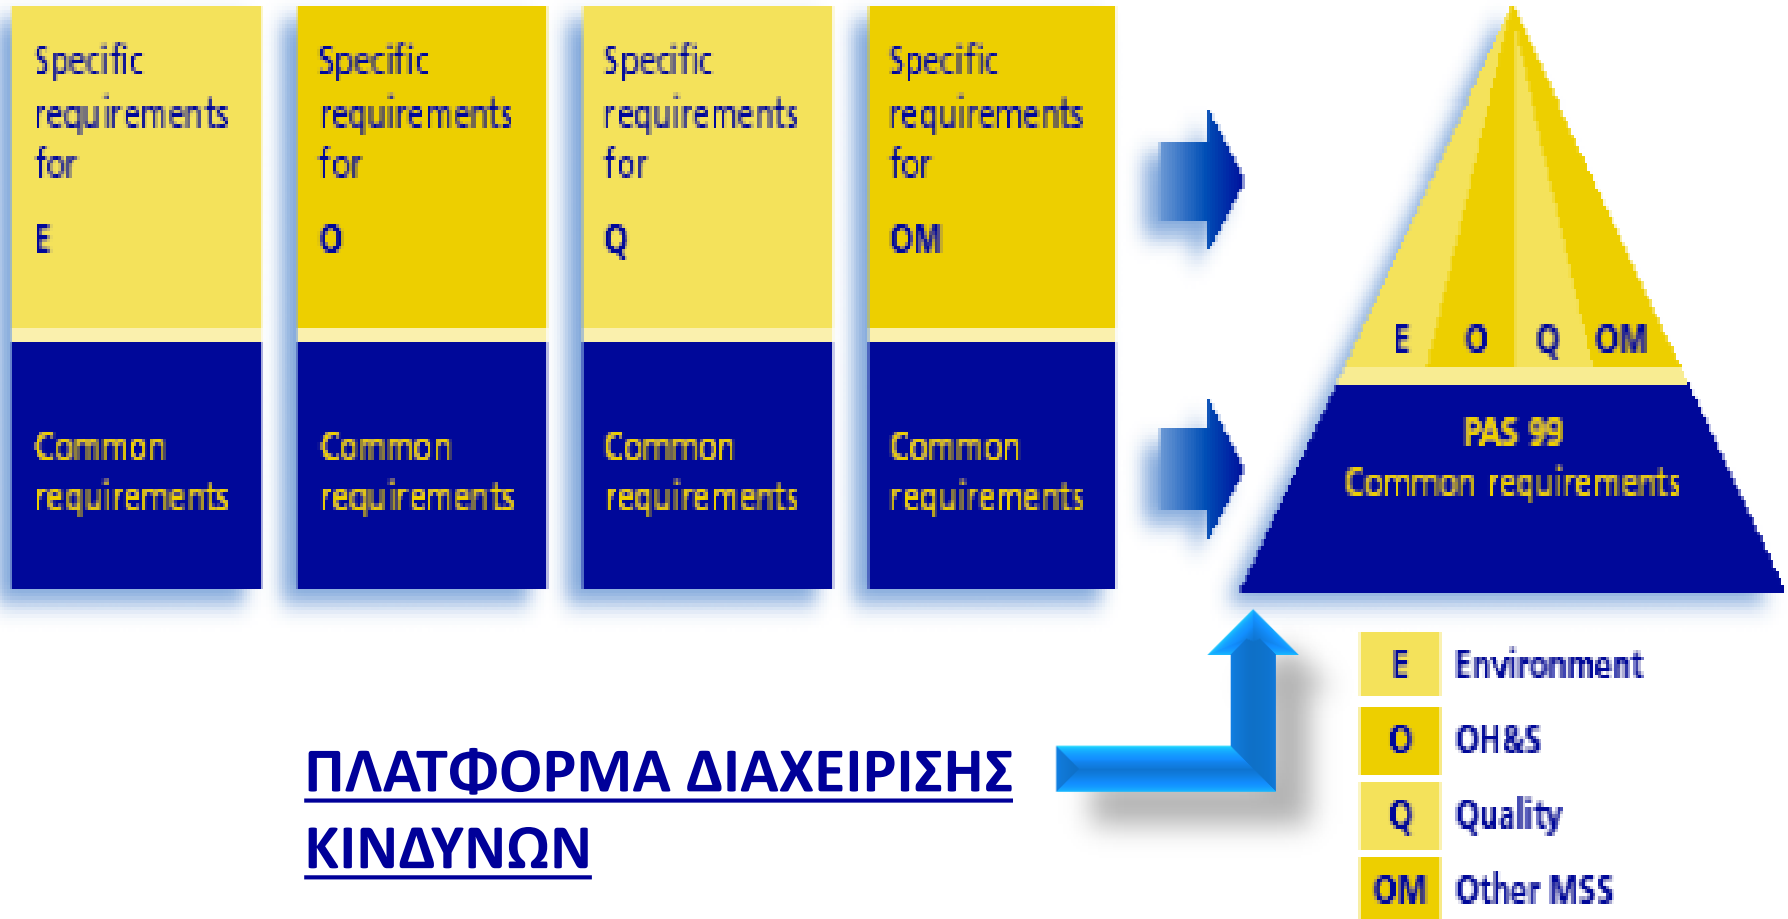 Specific
requirements
for
E
Common
requirements
Specific
requirements
for
O
Common
requirements
Specific
requirements
for
Q
Common
requirements
Specific
requirements
for
OM
Common
requirements
E O Q OM
PAS 99
Common requirements
ΠΛΑΤΦΟΡΜΑ ΔΙΑΧΕΙΡΙΣΗΣ
ΚΙΝΔΥΝΩΝ
E Environment
O OH&S
Q Quality
OM Other MSS